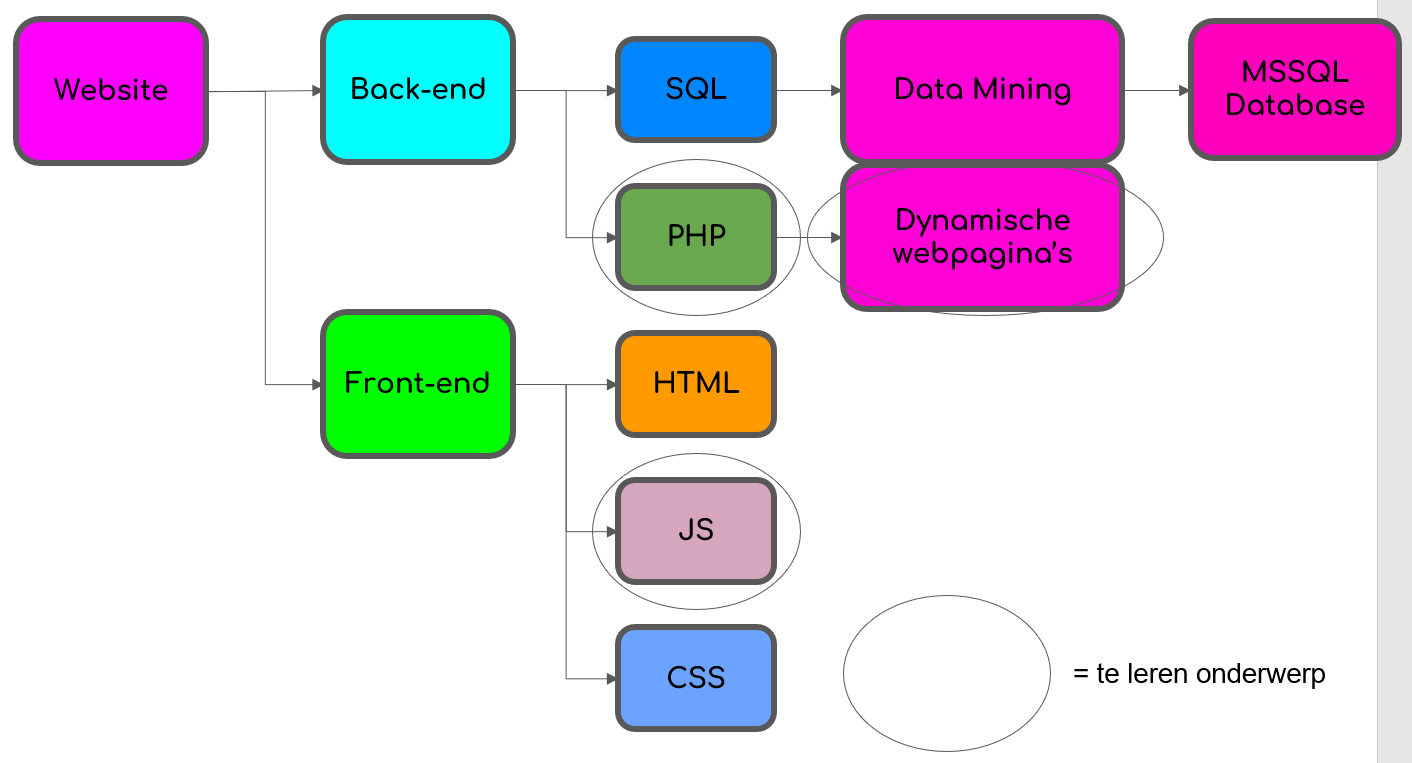 Website
Back-end
SQL
Data Mining
MSSQL
Database
PHP
Dynamische
webpagina’s
Front-end
HTML
JS
CSS
= te leren onderwerp